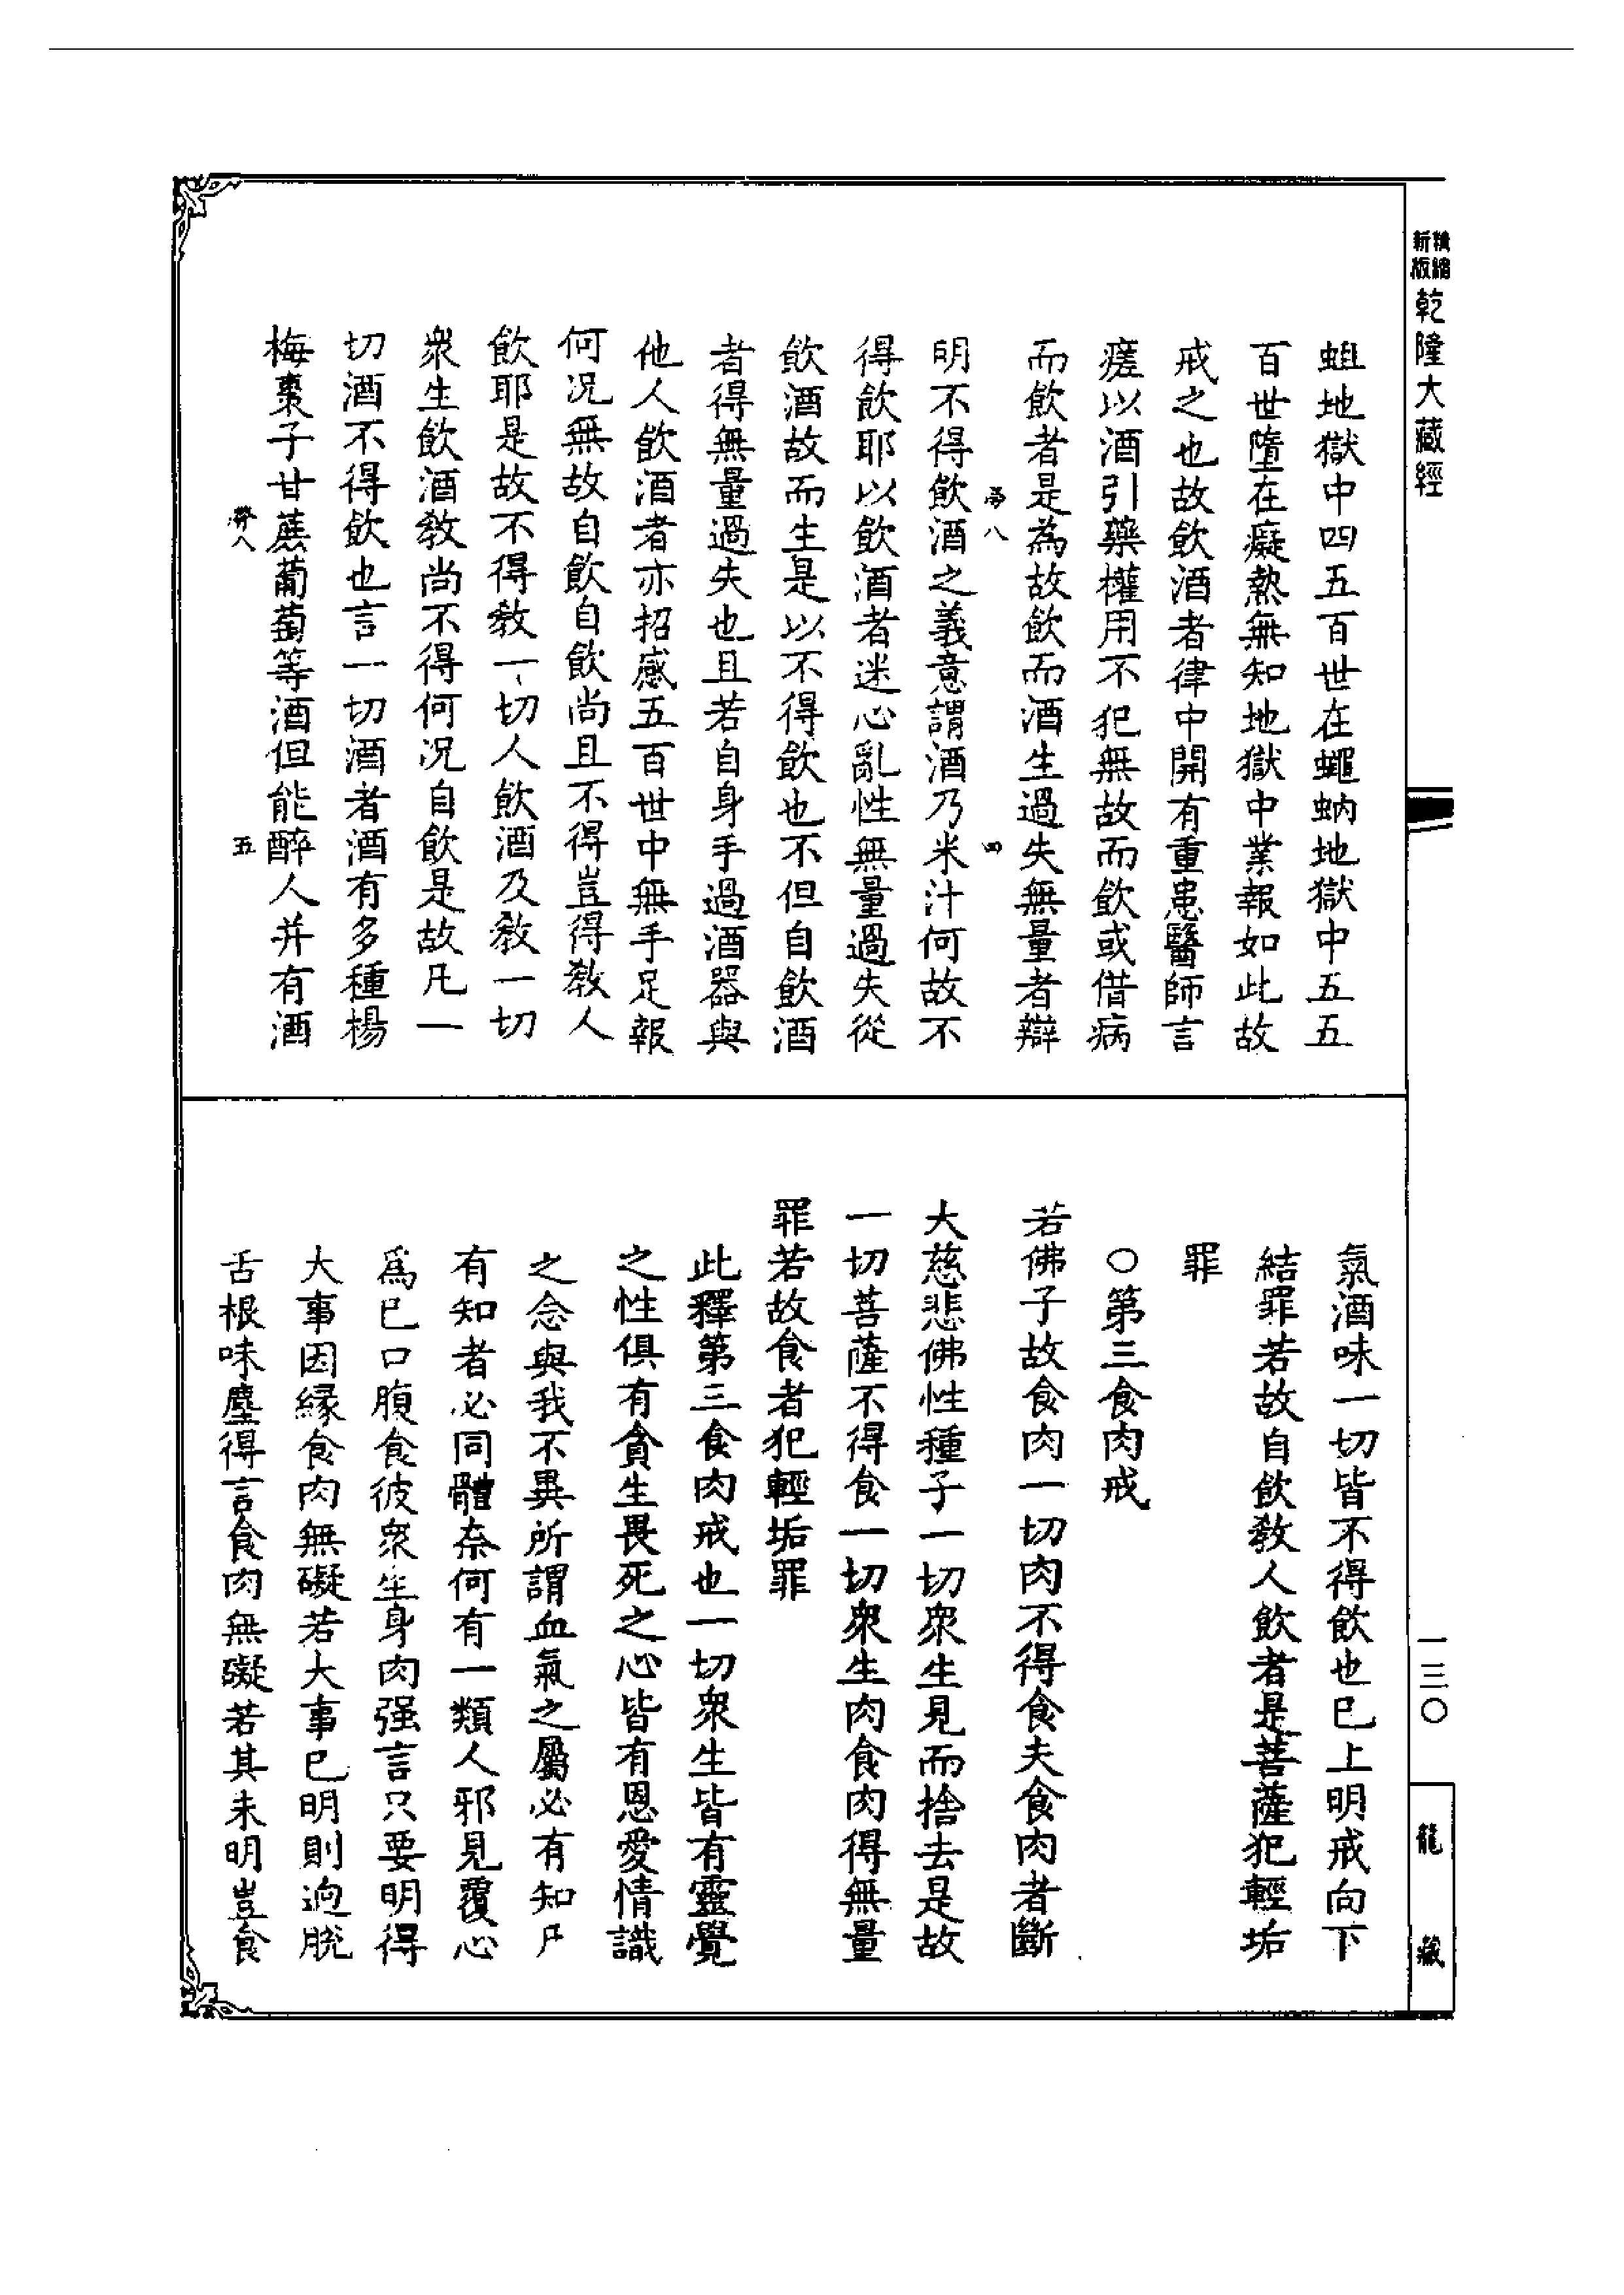 精縮
新版
乾隆大藏經
蛆地獄中四五百世在蠅蚋地獄中五五
百世墮在癡熱無知地獄中業報如此故
戒之也故飲酒者律中開有重患醫師言
瘥以酒引藥權用不犯無故而飲或借病
而飲者是為故飲而酒生過失無量者辯
明不得飲酒之義意謂酒乃米汁何故不
得飲耶以飲酒者迷心亂性無量過失從
飲酒故而生是以不得飲也不但自飲酒
者得無量過失也且若自身手過酒器與
他人飲酒者亦招感五百世中無手足報
何況無故自飲自飲尚且不得豈得教人
飲耶是故不得教一切人飲酒及教一切
衆生飲酒教尚不得何況自飲是故凡一
切酒不得飲也言一切酒者酒有多種楊
梅棗子甘蔗葡萄等酒但能醉人并有酒
八 四
八 五
氣酒味一切皆不得飲也已上明戒向下
結罪若故自飲教人飲者是菩薩犯輕垢
罪
○第三食肉戒
若佛子故食肉一切肉不得食夫食肉者斷
大慈悲佛性種子一切衆生見而捨去是故
一切菩薩不得食一切衆生肉食肉得無量
罪若故食者犯輕垢罪
此釋第三食肉戒也一切衆生皆有靈覺
之性俱有貪生畏死之心皆有恩愛情識
之念與我不異所謂血氣之屬必有知凡
有知者必同體奈何有一類人邪見覆心
爲已口腹食彼衆生身肉强言只要明得
大事因緣食肉無礙若大事已明則逈脫
舌根味塵得言食肉無礙若其未明豈食
一三〇
龍藏